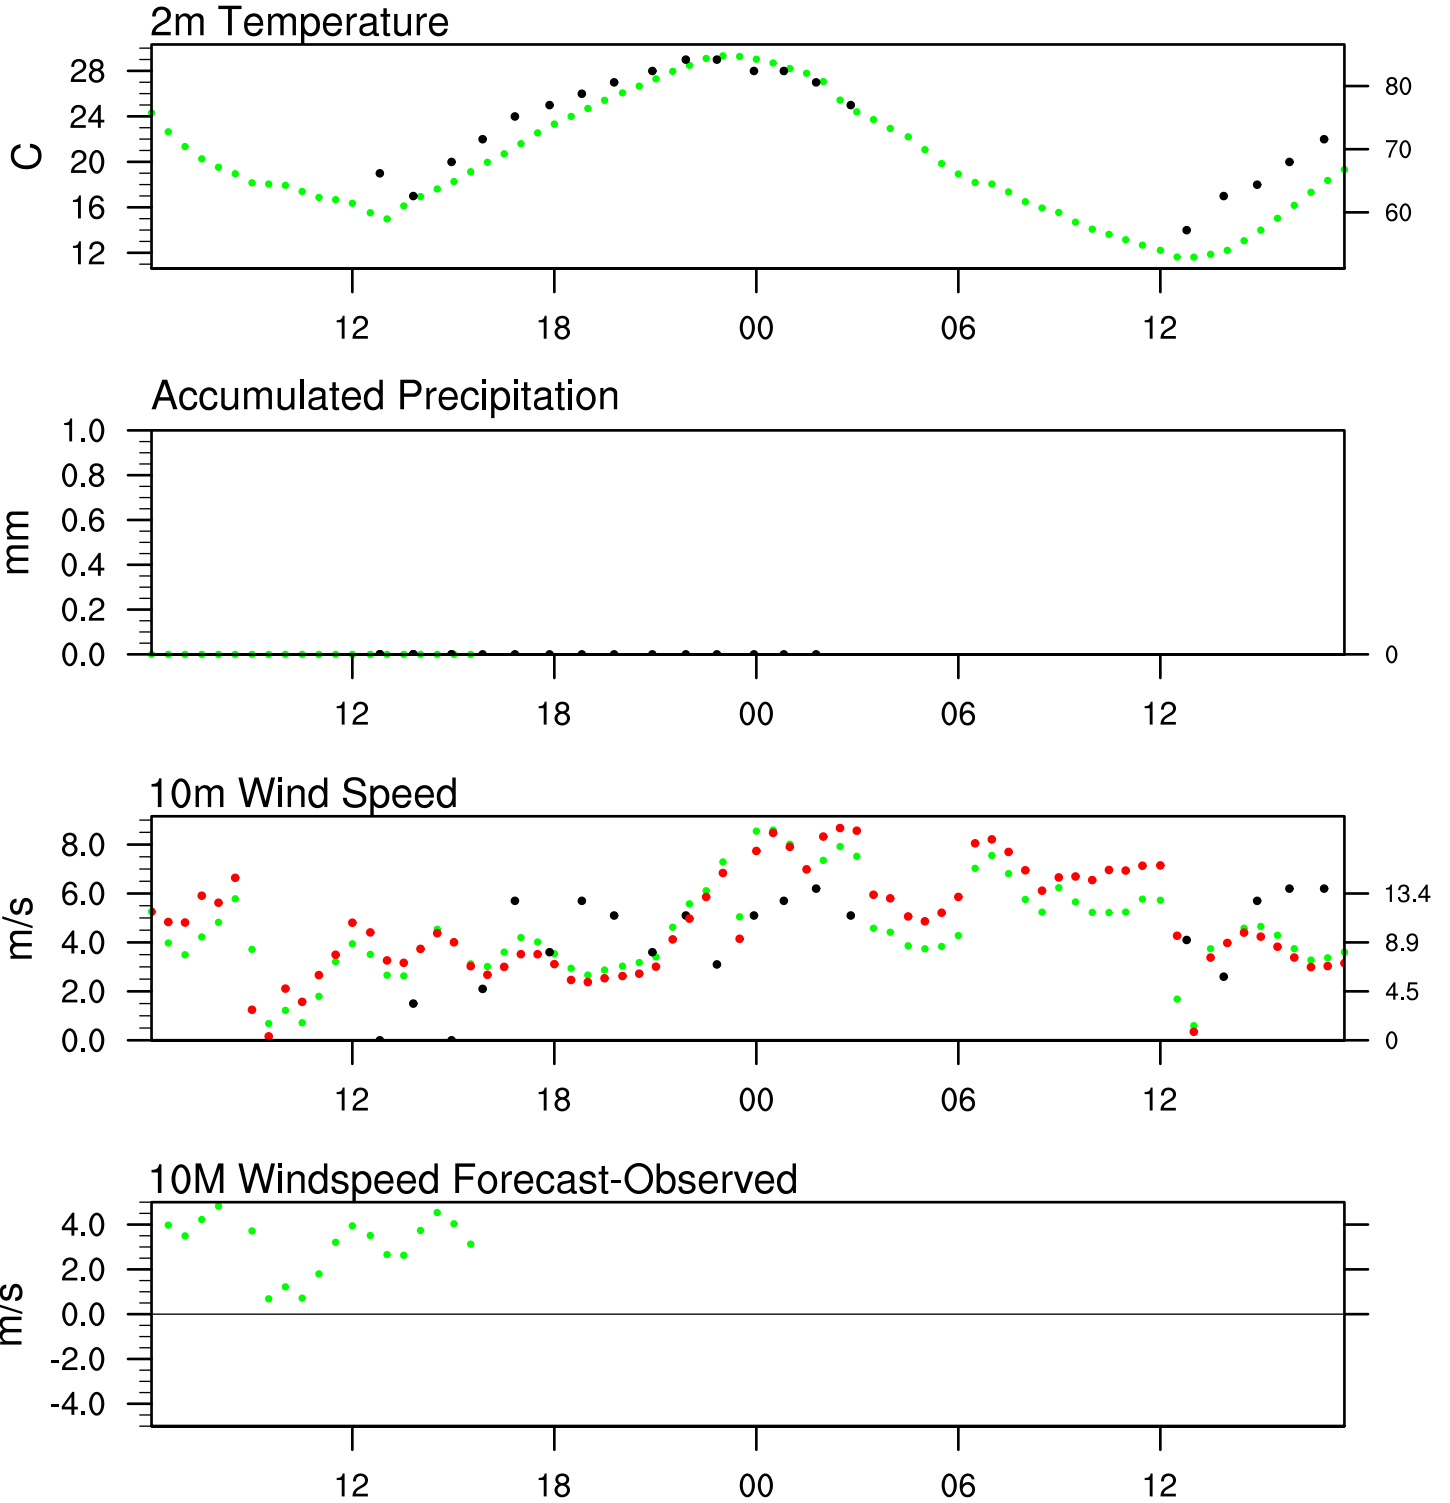 2m Temperature
28
24
20
16
12
C
80
70
60
12 18 00 06 12
Accumulated Precipitation
1.0
0.8
0.6
0.4
0.2
0.0
mm
0
12 18 00 06 12
10m Wind Speed
8.0
6.0
4.0
2.0
0.0
m/s
13.4
8.9
4.5
0
12 18 00 06 12
10M Windspeed Forecast-Observed
4.0
2.0
0.0
-2.0
-4.0
m/s
12 18 00 06 12